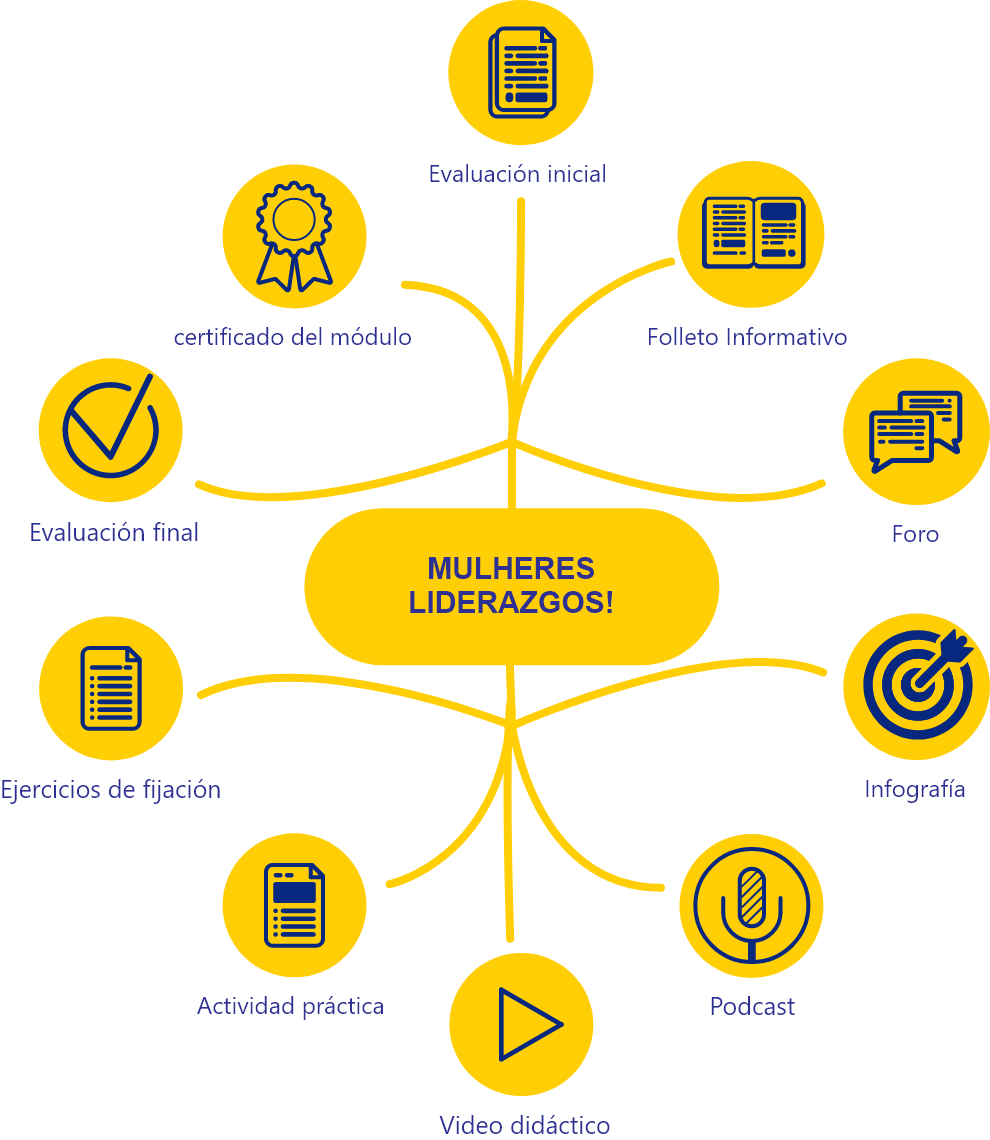 Evaluación inicial
certificado del módulo
Folleto Informativo
Evaluación final
Foro
MULHERES
LIDERAZGOS!
Ejercicios de fijación
Infografía
Actividad práctica
Podcast
Video didáctico